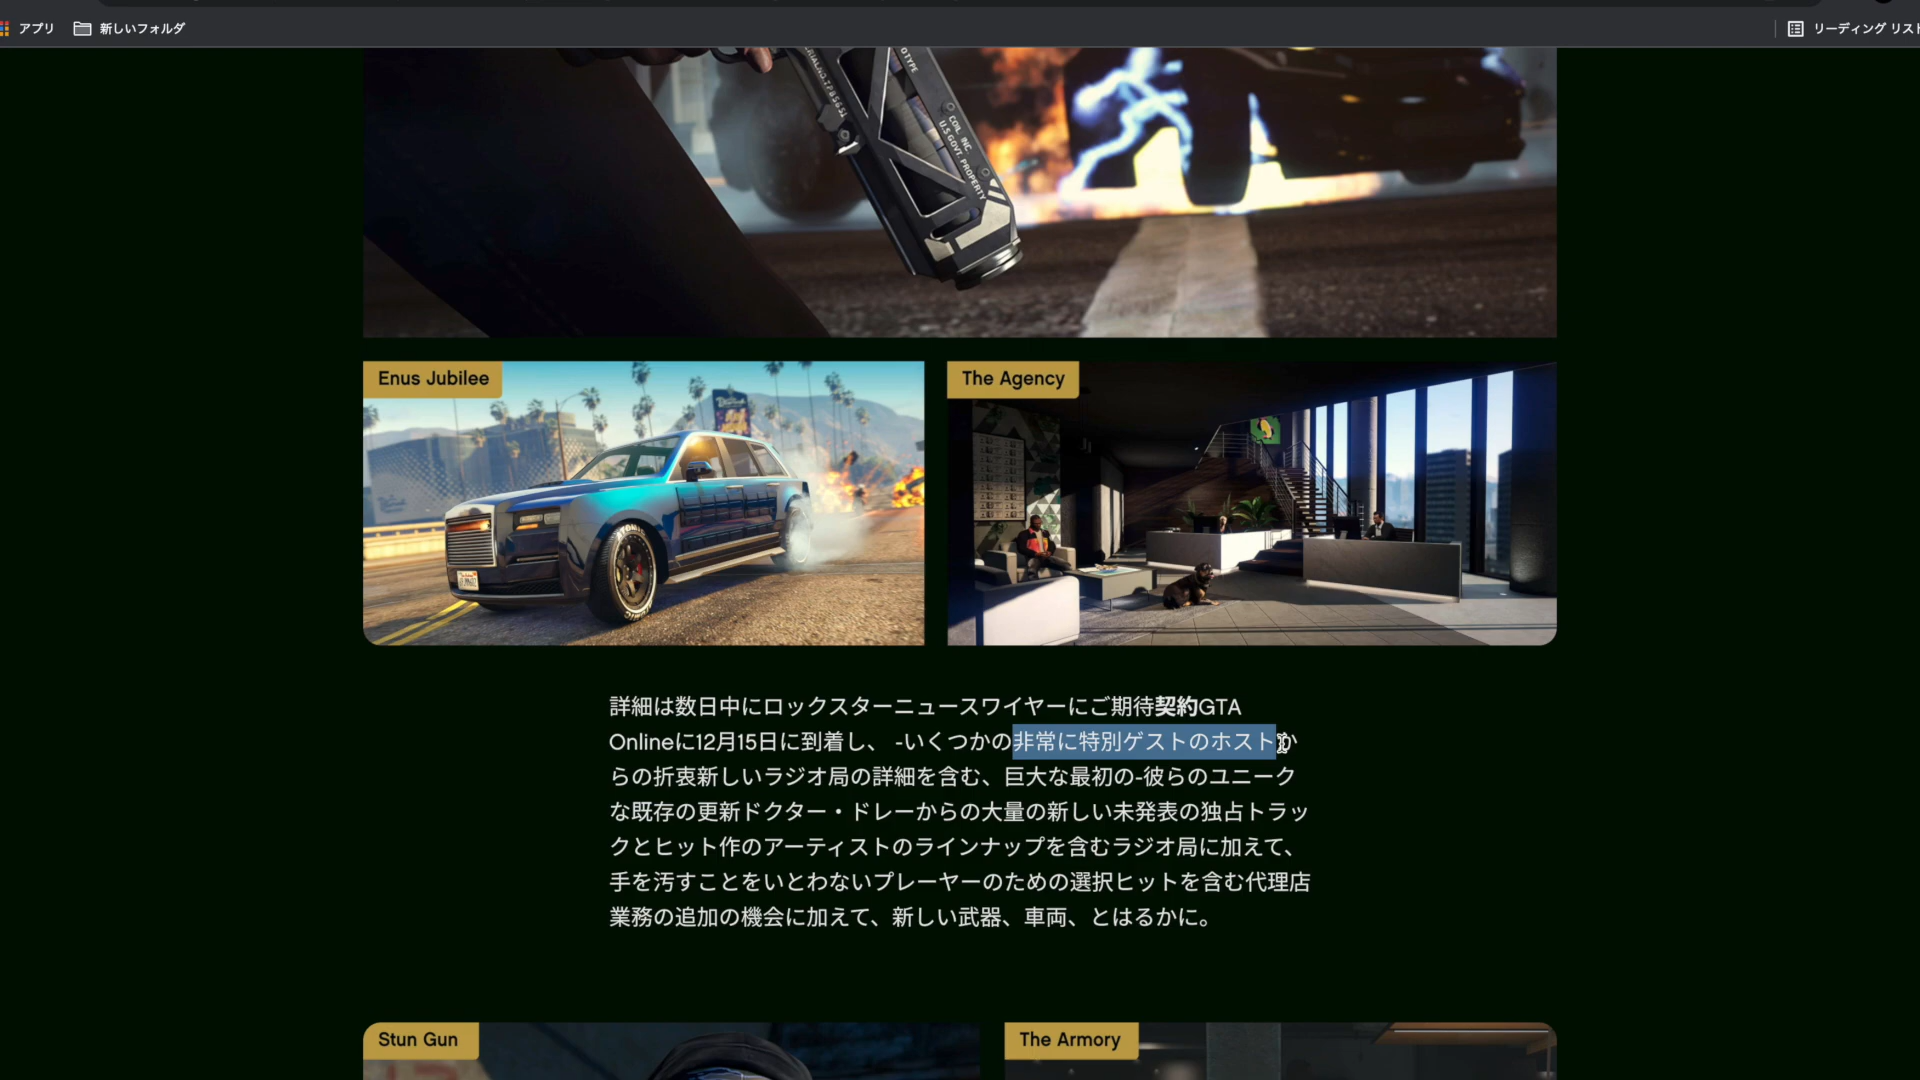 アプリ
新しいフォルダ
リーディング リスト
COIL INC.
U.S GOVT. PROPERTY
Enus Jubilee
The Agency
詳細は数日中にロックスターニュースワイヤーにご期待契約GTA
Onlineに12月15日に到着し、 -いくつかの非常に特別ゲストのホストか
らの折衷新しいラジオ局の詳細を含む、巨大な最初の-彼らのユニーク
な既存の更新ドクター・ドレーからの大量の新しい未発表の独占トラッ
クとヒット作のアーティストのラインナップを含むラジオ局に加えて、
手を汚すことをいとわないプレーヤーのための選択ヒットを含む代理店
業務の追加の機会に加えて、新しい武器、車両、とはるかに。
Stun Gun
The Armory